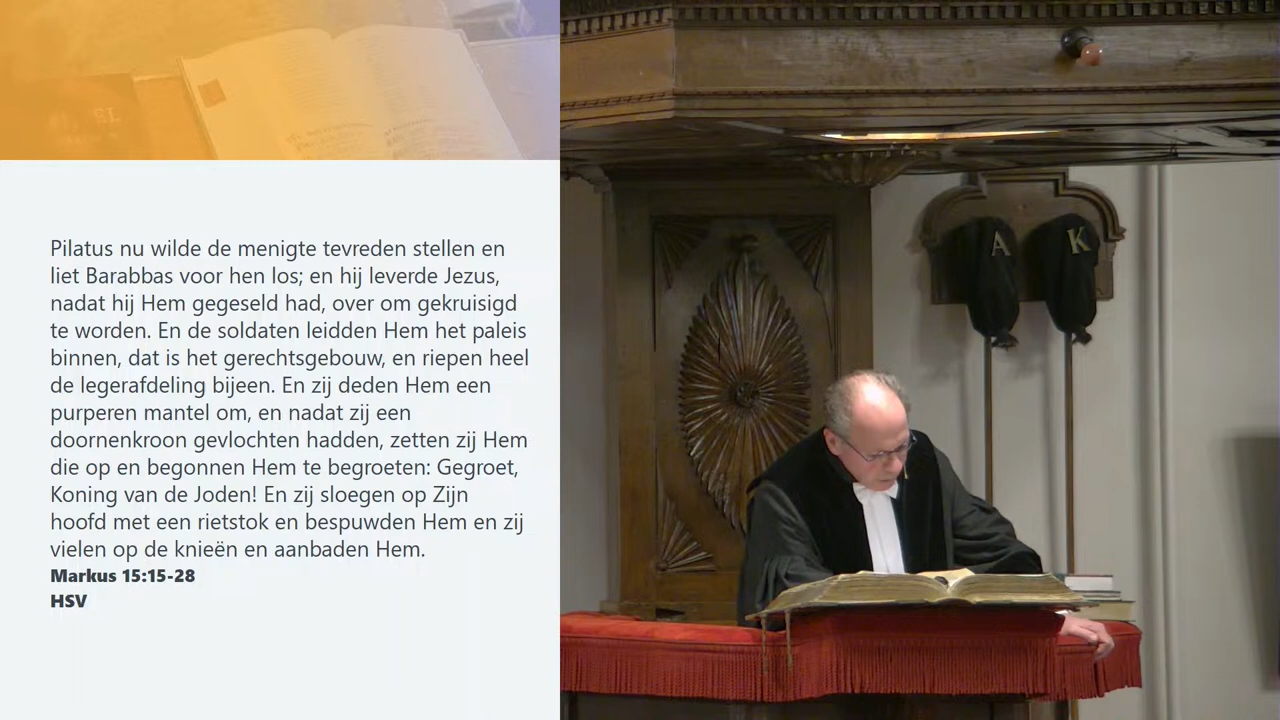 Pilatus nu wilde de menigte tevreden stellen en
liet Barabbas voor hen los; en hij leverde Jezus,
nadat hij Hem gegeseld had, over om gekruisigd
te worden. En de soldaten leidden Hem het paleis
binnen, dat is het gerechtsgebouw, en riepen heel
de legerafdeling bijeen. En zij deden Hem een
purperen mantel om, en nadat zij een
doornenkroon gevlochten hadden, zetten zij Hem
die op en begonnen Hem te begroeten: Gegroet,
Koning van de Joden! En zij sloegen op Zijn
hoofd met een rietstok en bespuwden Hem en zij
vielen op de knieën en aanbaden Hem.
Markus 15:15-28
HSV
A K